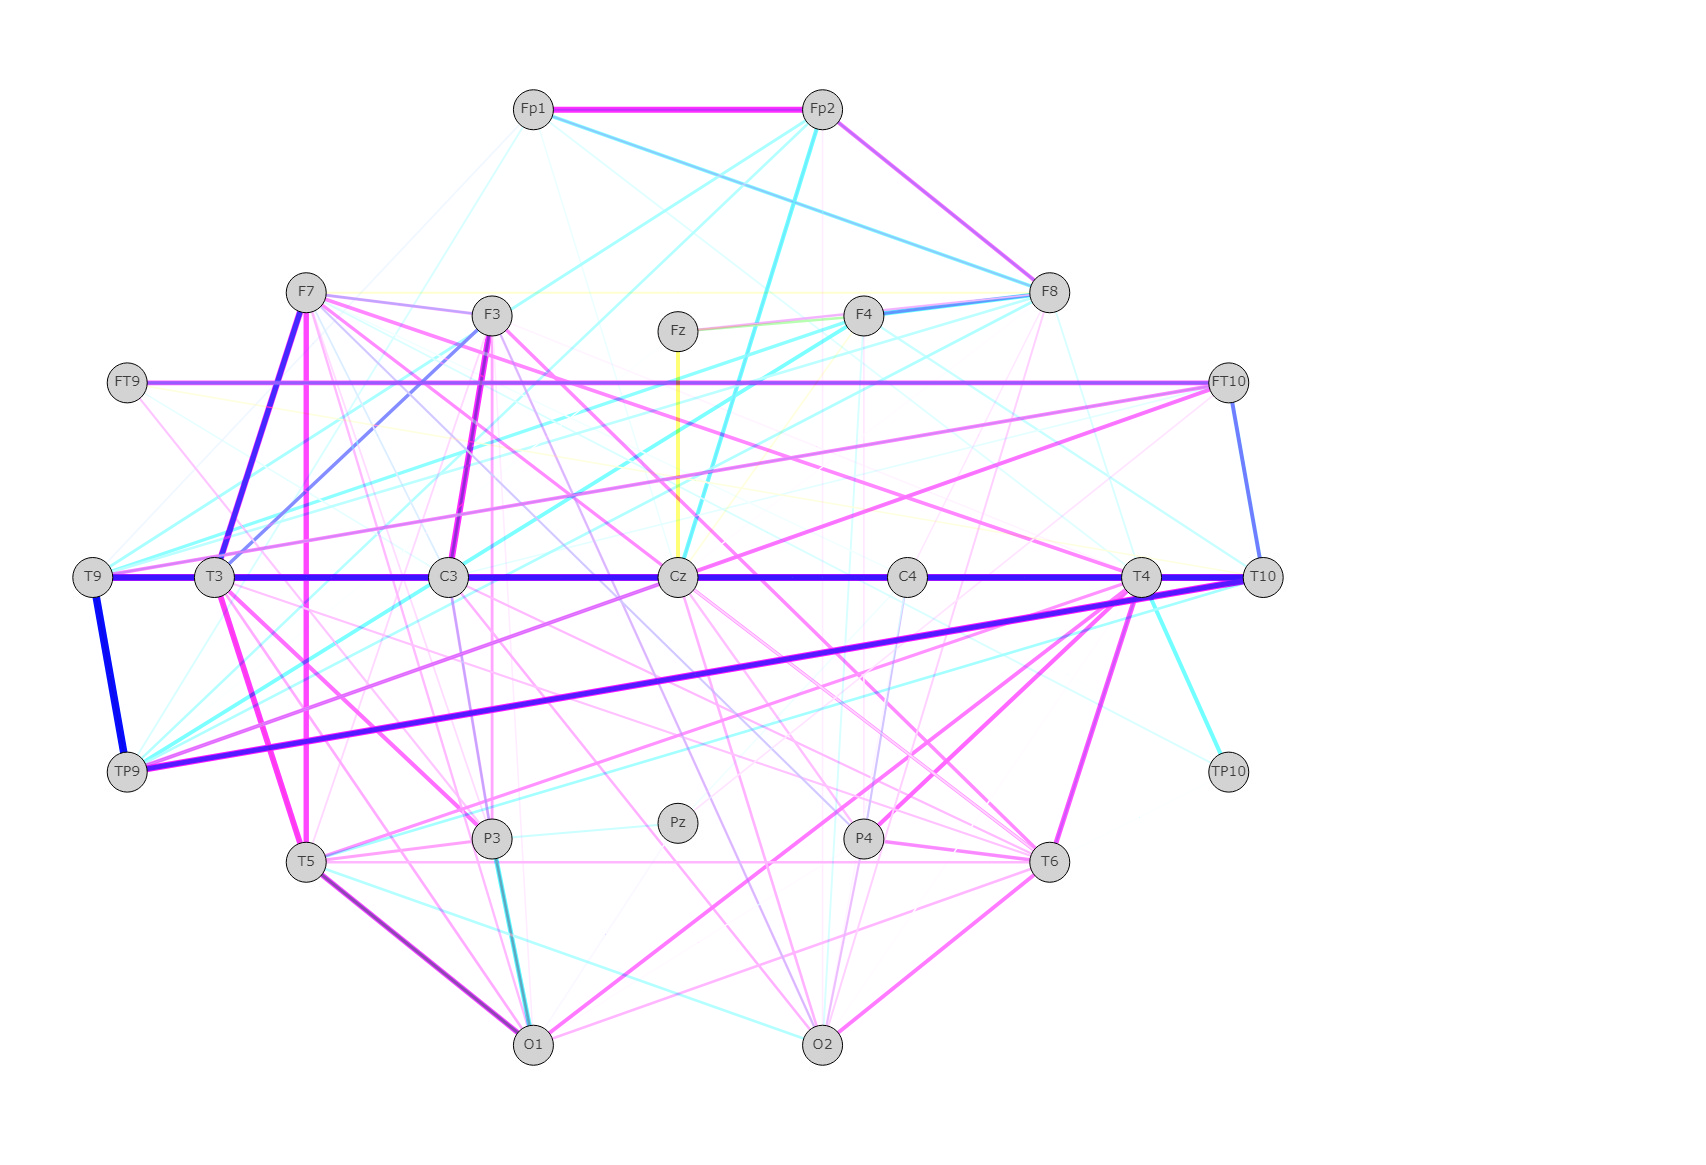 Fp1 Fp2
F7 F3 Fz F4 F8
FT9 FT10
T9 T3 C3 Cz C4 T4 T10
TP9 TP10
T5 P3 Pz P4 T6
O1 O2